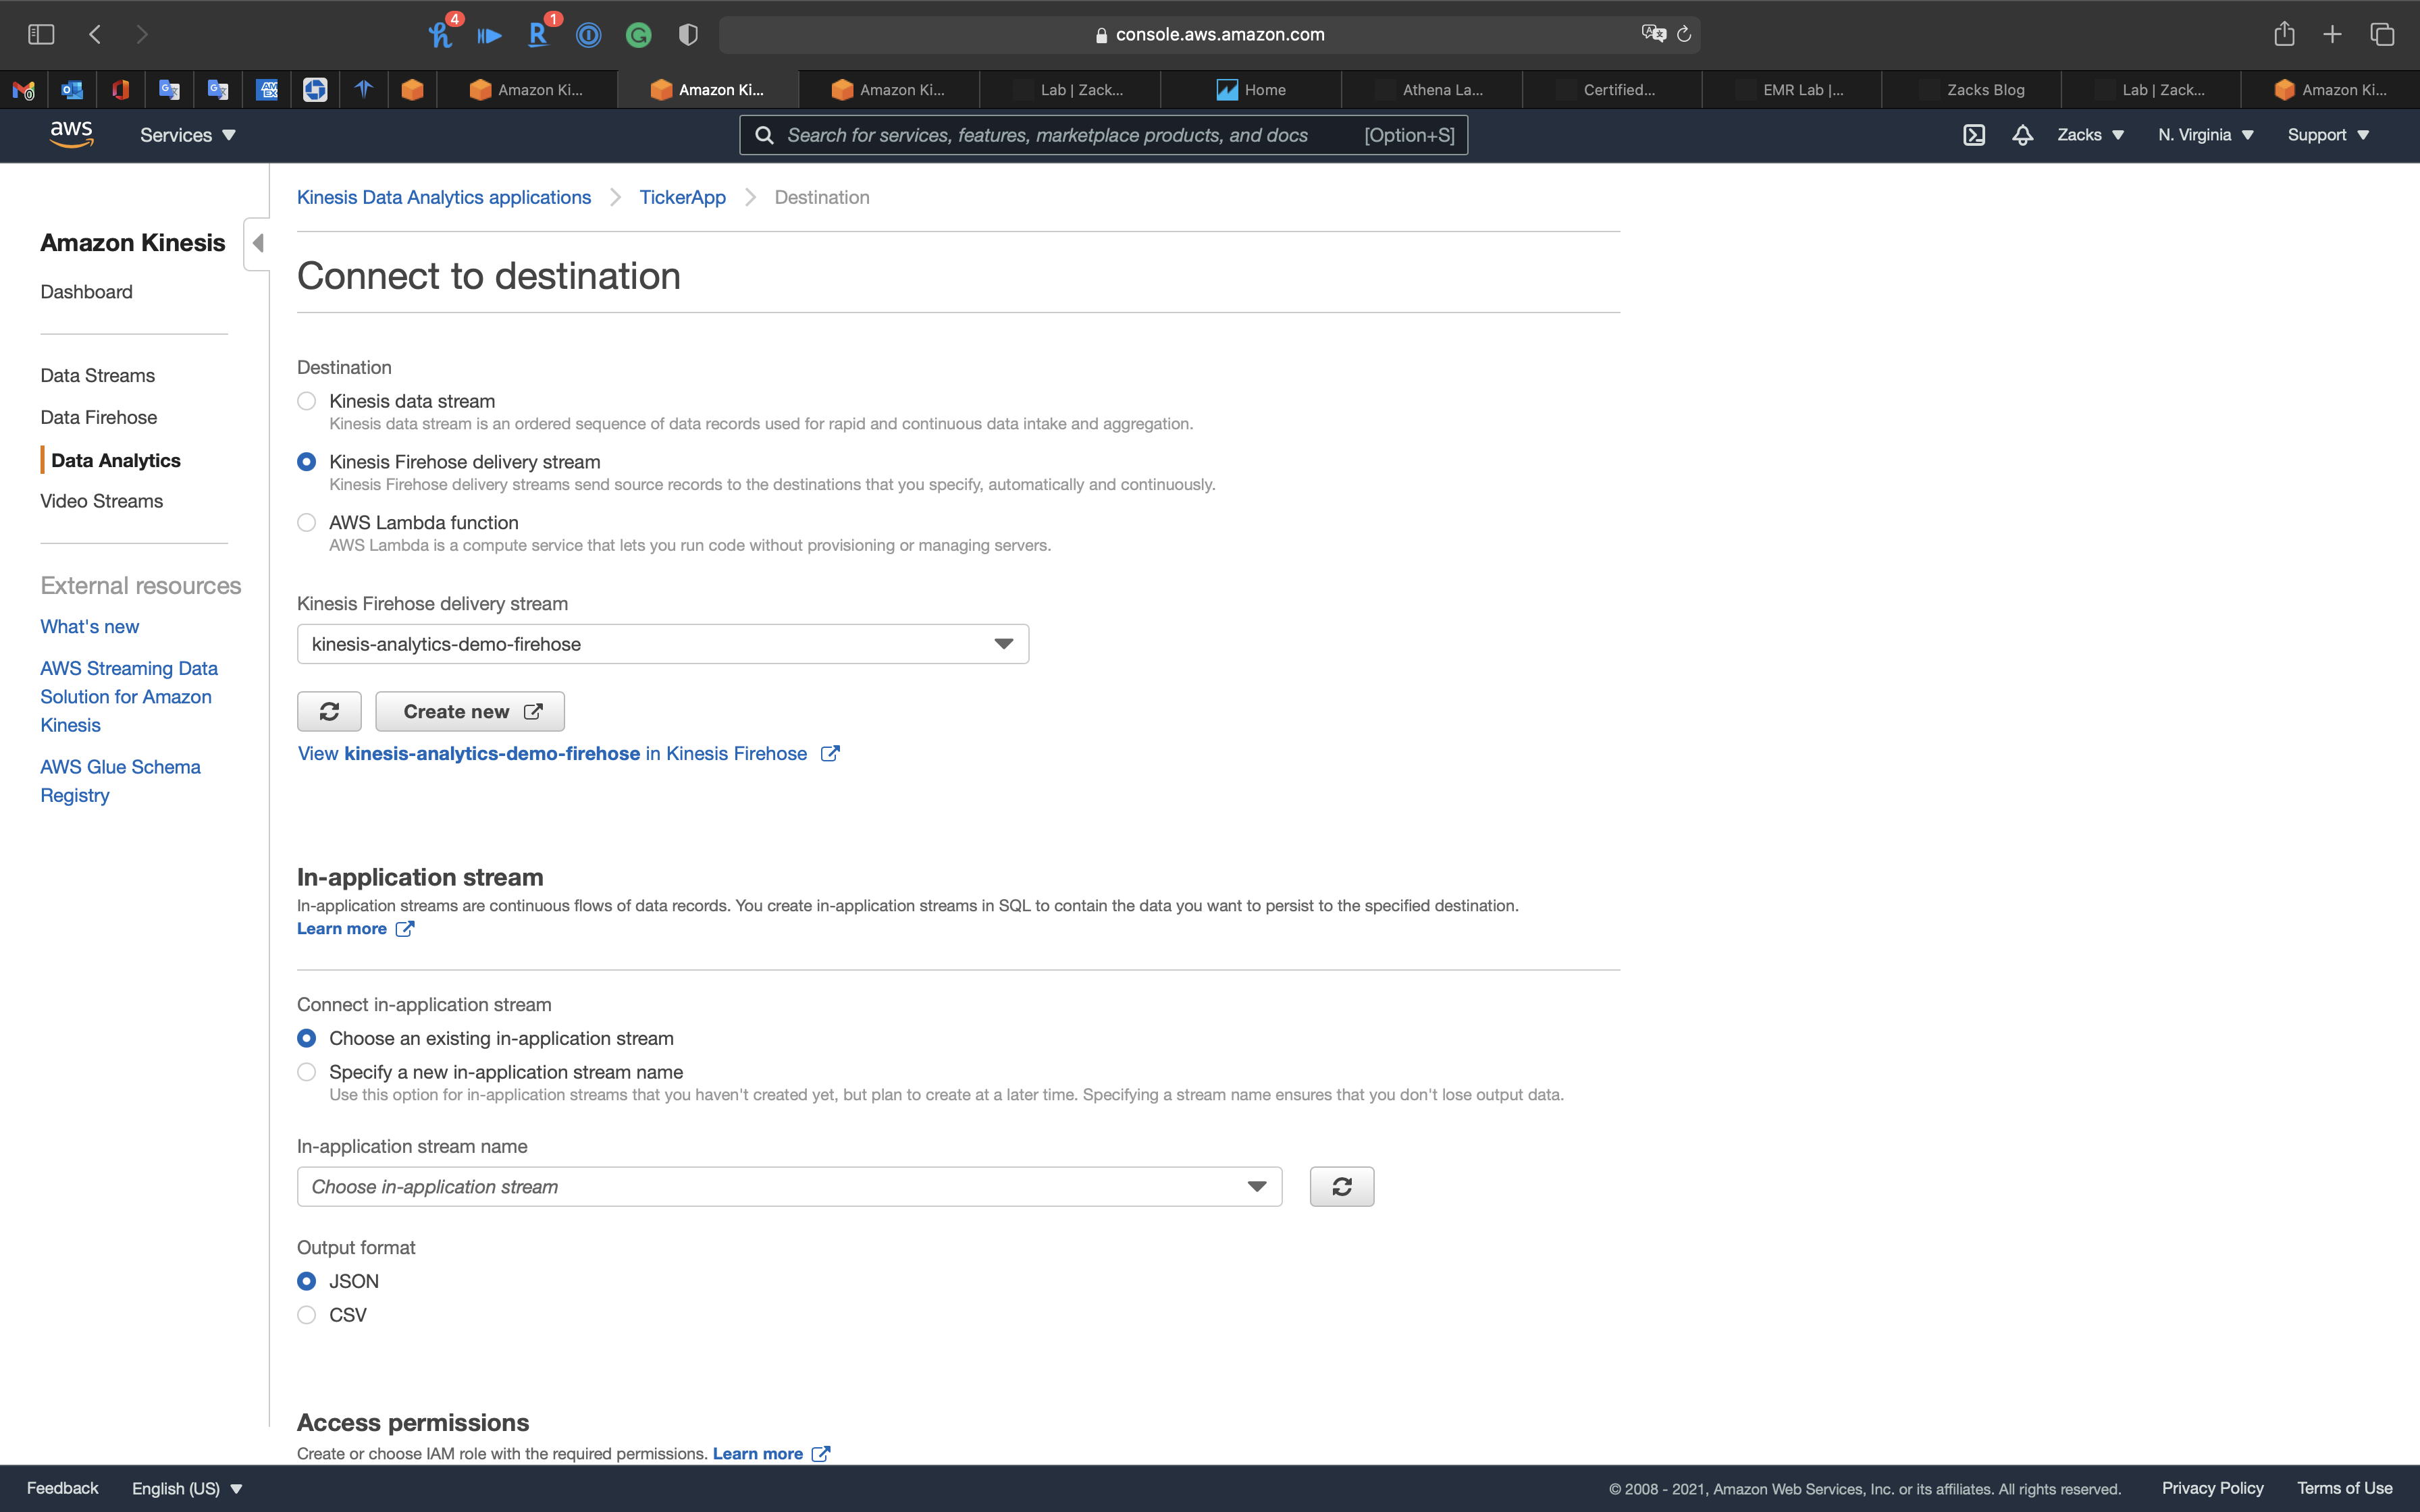 4
1
console.aws.amazon.com
0
Amazon Ki...
Amazon Ki...
Amazon Ki...
Lab | Zack...
Home
Athena La...
Certified...
EMR Lab |...
Zacks Blog
Lab | Zack...
Amazon Ki...
aws
Services
Search for services, features, marketplace products, and docs
[Option+S]
Zacks
N. Virginia
Support
Kinesis Data Analytics applications
TickerApp
Destination
Amazon Kinesis
Dashboard
Data Streams
Data Firehose
Data Analytics
Video Streams
External resources
What's new
AWS Streaming Data
Solution for Amazon
Kinesis
AWS Glue Schema
Registry
Connect to destination
Destination
Kinesis data stream
Kinesis data stream is an ordered sequence of data records used for rapid and continuous data intake and aggregation.
Kinesis Firehose delivery stream
Kinesis Firehose delivery streams send source records to the destinations that you specify, automatically and continuously.
AWS Lambda function
AWS Lambda is a compute service that lets you run code without provisioning or managing servers.
Kinesis Firehose delivery stream
kinesis-analytics-demo-firehose
Create new
View kinesis-analytics-demo-firehose in Kinesis Firehose
In-application stream
In-application streams are continuous flows of data records. You create in-application streams in SQL to contain the data you want to persist to the specified destination.
Learn more
Connect in-application stream
Choose an existing in-application stream
Specify a new in-application stream name
Use this option for in-application streams that you haven't created yet, but plan to create at a later time. Specifying a stream name ensures that you don't lose output data.
In-application stream name
Choose in-application stream
Output format
JSON
CSV
Access permissions
Create or choose IAM role with the required permissions. Learn more
Feedback
English (US)
© 2008 - 2021, Amazon Web Services, Inc. or its affiliates. All rights reserved.
Privacy Policy
Terms of Use